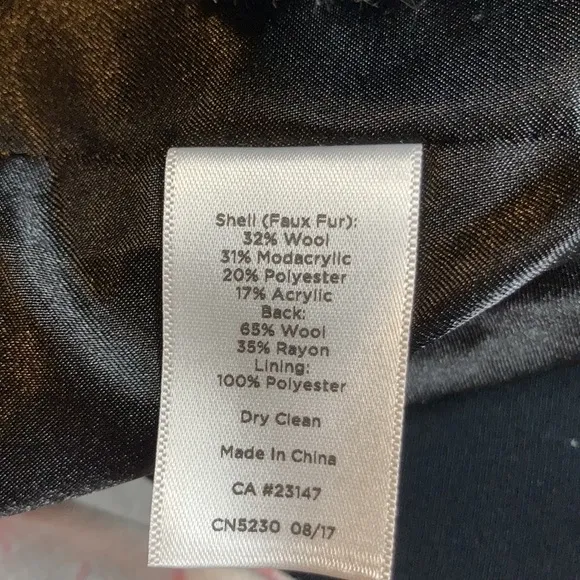 Shell (Faux Fur):
32% Wool
31% Modacrylic
20% Polyester
17% Acrylic
Back:
65% Wool
35% Rayon
Lining:
100% Polyester
Dry Clean
Made In China
CA #23147
CN5230 08/17